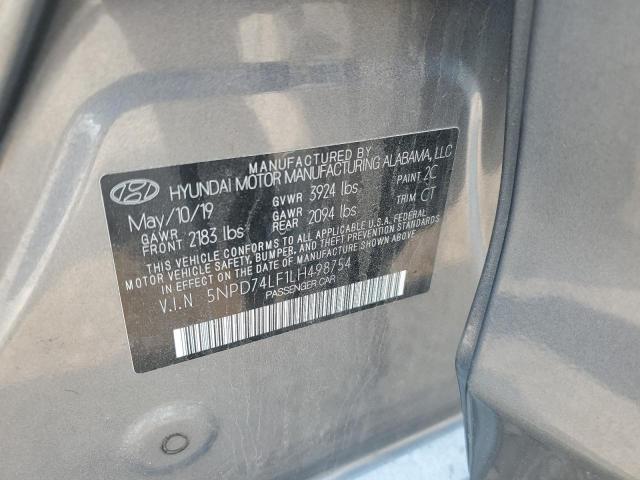 MANUFACTURED BY
HYUNDAI MOTOR MANUFACTURING ALABAMA, LLC
May/10/19 GVWR 3924 lbs PAINT 2C
GAWR FRONT 2183 lbs GAWR REAR 2094 lbs TRIM CT
THIS VEHICLE CONFORMS TO ALL APPLICABLE U.S.A. FEDERAL
MOTOR VEHICLE SAFETY, BUMPER, AND THEFT PREVENTION STANDARDS
IN EFFECT ON THE DATE OF MANUFACTURE SHOWN ABOVE.
V.I.N 5NPD74LF1LH498754
PASSENGER CAR